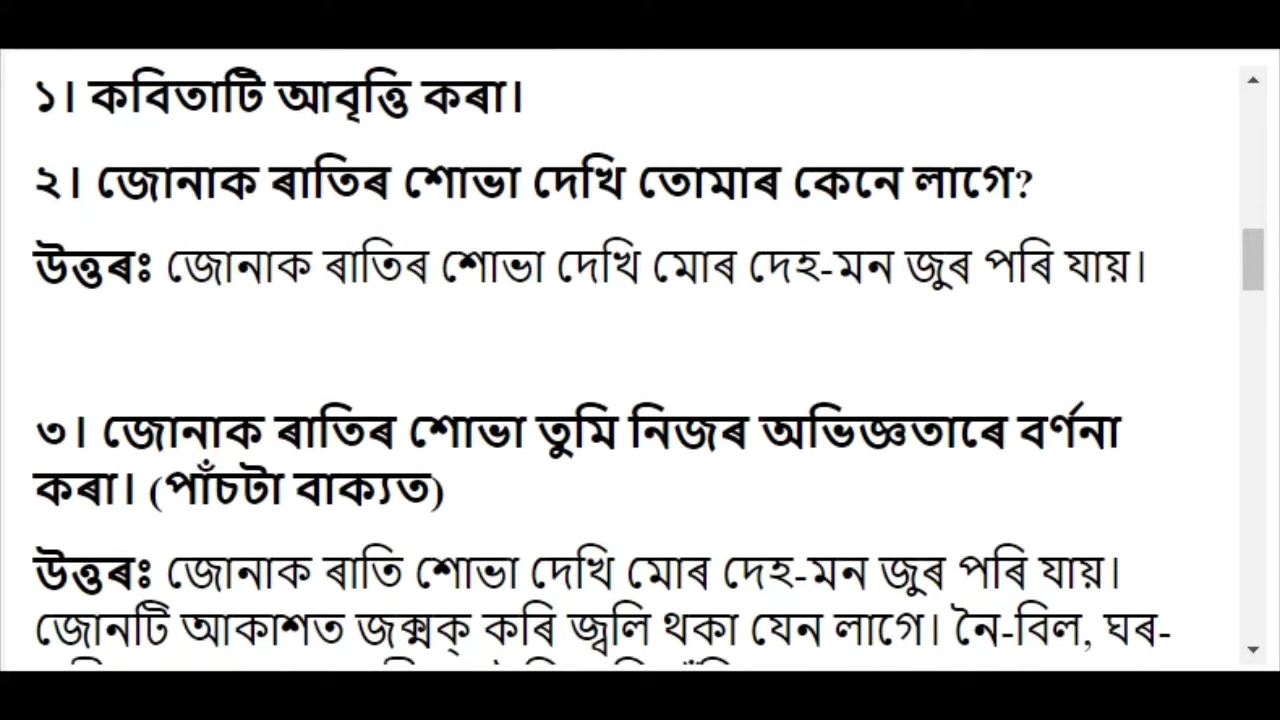 ১। কবিতাটি আবৃত্তি কৰা।
২। জোনাক ৰাতিৰ শোভা দেখি তোমাৰ কেনে লাগে?
উত্তৰঃ জোনাক ৰাতিৰ শোভা দেখি মোৰ দেহ-মন জুৰ পৰি যায়।
৩। জোনাক ৰাতিৰ শোভা তুমি নিজৰ অভিজ্ঞতাৰে বৰ্ণনা
কৰা। (পাঁচটা বাক্যত)
উত্তৰঃ জোনাক ৰাতি শোভা দেখি মোৰ দেহ-মন জুৰ পৰি যায়।
জোনটি আকাশত জক্মক্ কৰি জ্বলি থকা যেন লাগে। নৈ-বিল, ঘৰ-